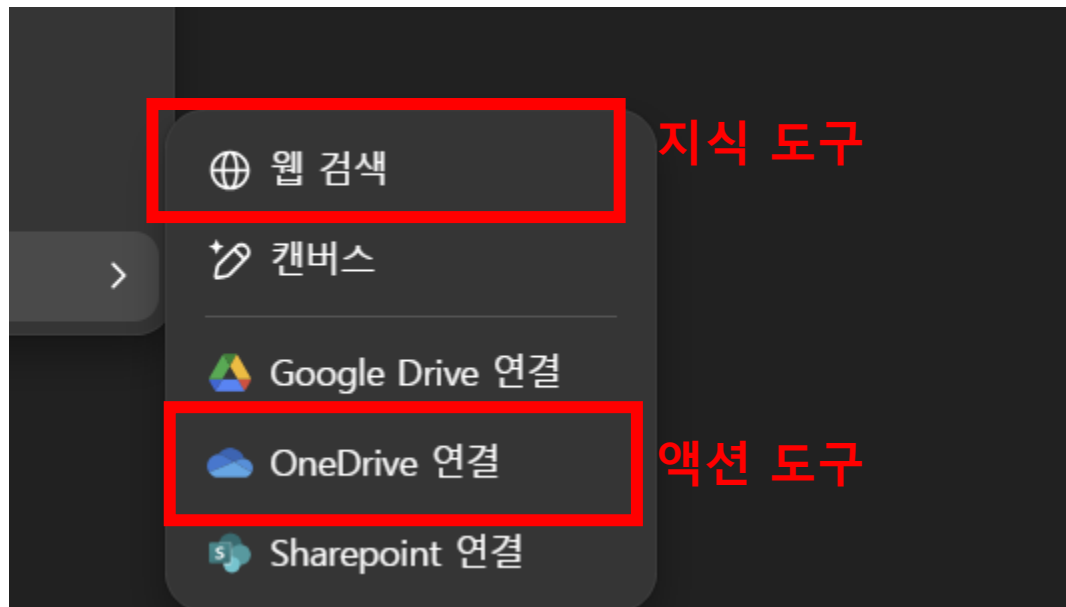 웹 검색
지식 도구
캔버스
Google Drive 연결
OneDrive 연결
액션 도구
Sharepoint 연결